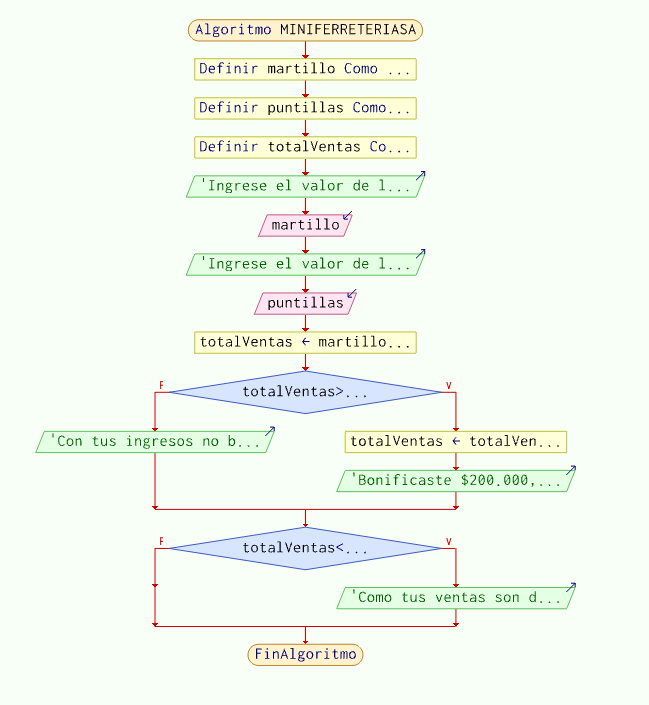 Algoritmo MINIFERRETERIASA
Definir martillo Como ...
Definir puntillas Como...
Definir totalVentas Co...
'Ingrese el valor de l...
martillo
'Ingrese el valor de l...
puntillas
totalVentas ← martillo...
F
V
totalVentas>...
'Con tus ingresos no b...
totalVentas ← totalVen...
'Bonificaste $200.000,...
F
V
totalVentas<...
'Como tus ventas son d...
FinAlgoritmo